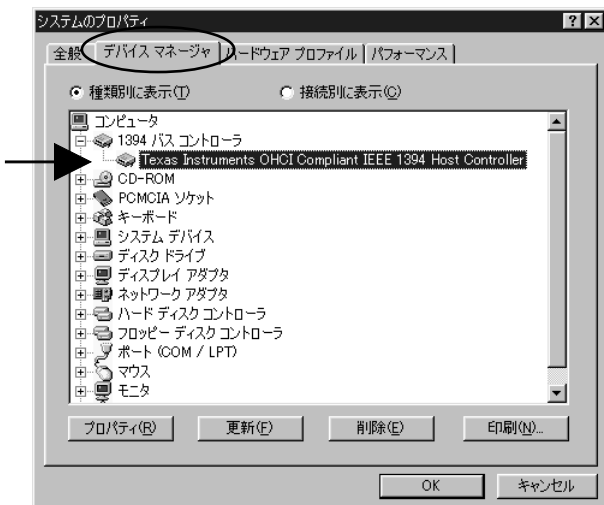 システムのプロパティ
全般 デバイス マネージャ ハードウェア プロファイル パフォーマンス
種類別に表示(T) 接続別に表示(C)
コンピュータ
1394 バス コントローラ
Texas Instruments OHCI Compliant IEEE 1394 Host Controller
CD-ROM
PCMCIA ソケット
キーボード
システム デバイス
ディスク ドライブ
ディスプレイ アダプタ
ネットワーク アダプタ
ハード ディスク コントローラ
フロッピー ディスク コントローラ
ポート (COM / LPT)
マウス
モニタ
プロパティ(R) 更新(F) 削除(E) 印刷(N)...
OK キャンセル